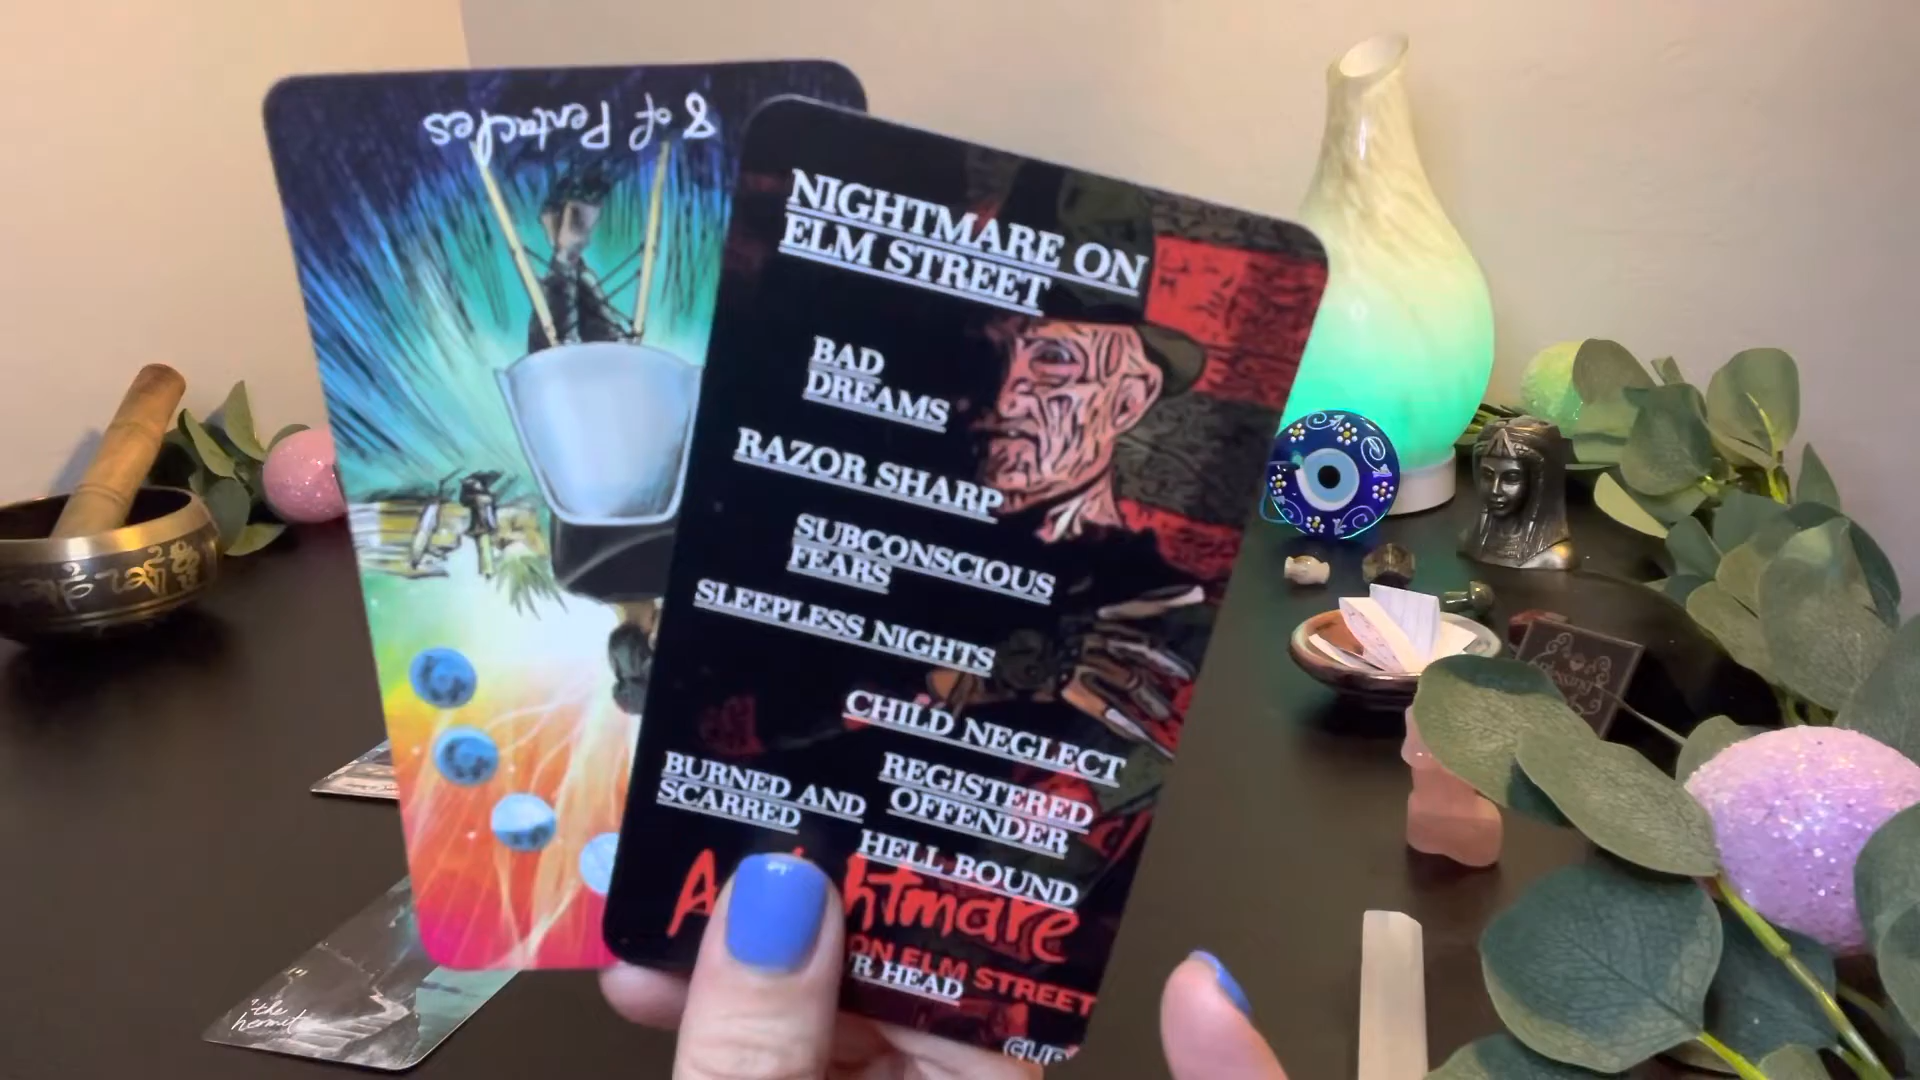 8 of Pentacles
NIGHTMARE ON
ELM STREET
BAD
DREAMS
RAZOR SHARP
SUBCONSCIOUS
FEARS
SLEEPLESS NIGHTS
CHILD NEGLECT
BURNED AND
SCARRED
REGISTERED
OFFENDER
HELL BOUND
ON ELM STREET
HEAD
the
hermit
blessing